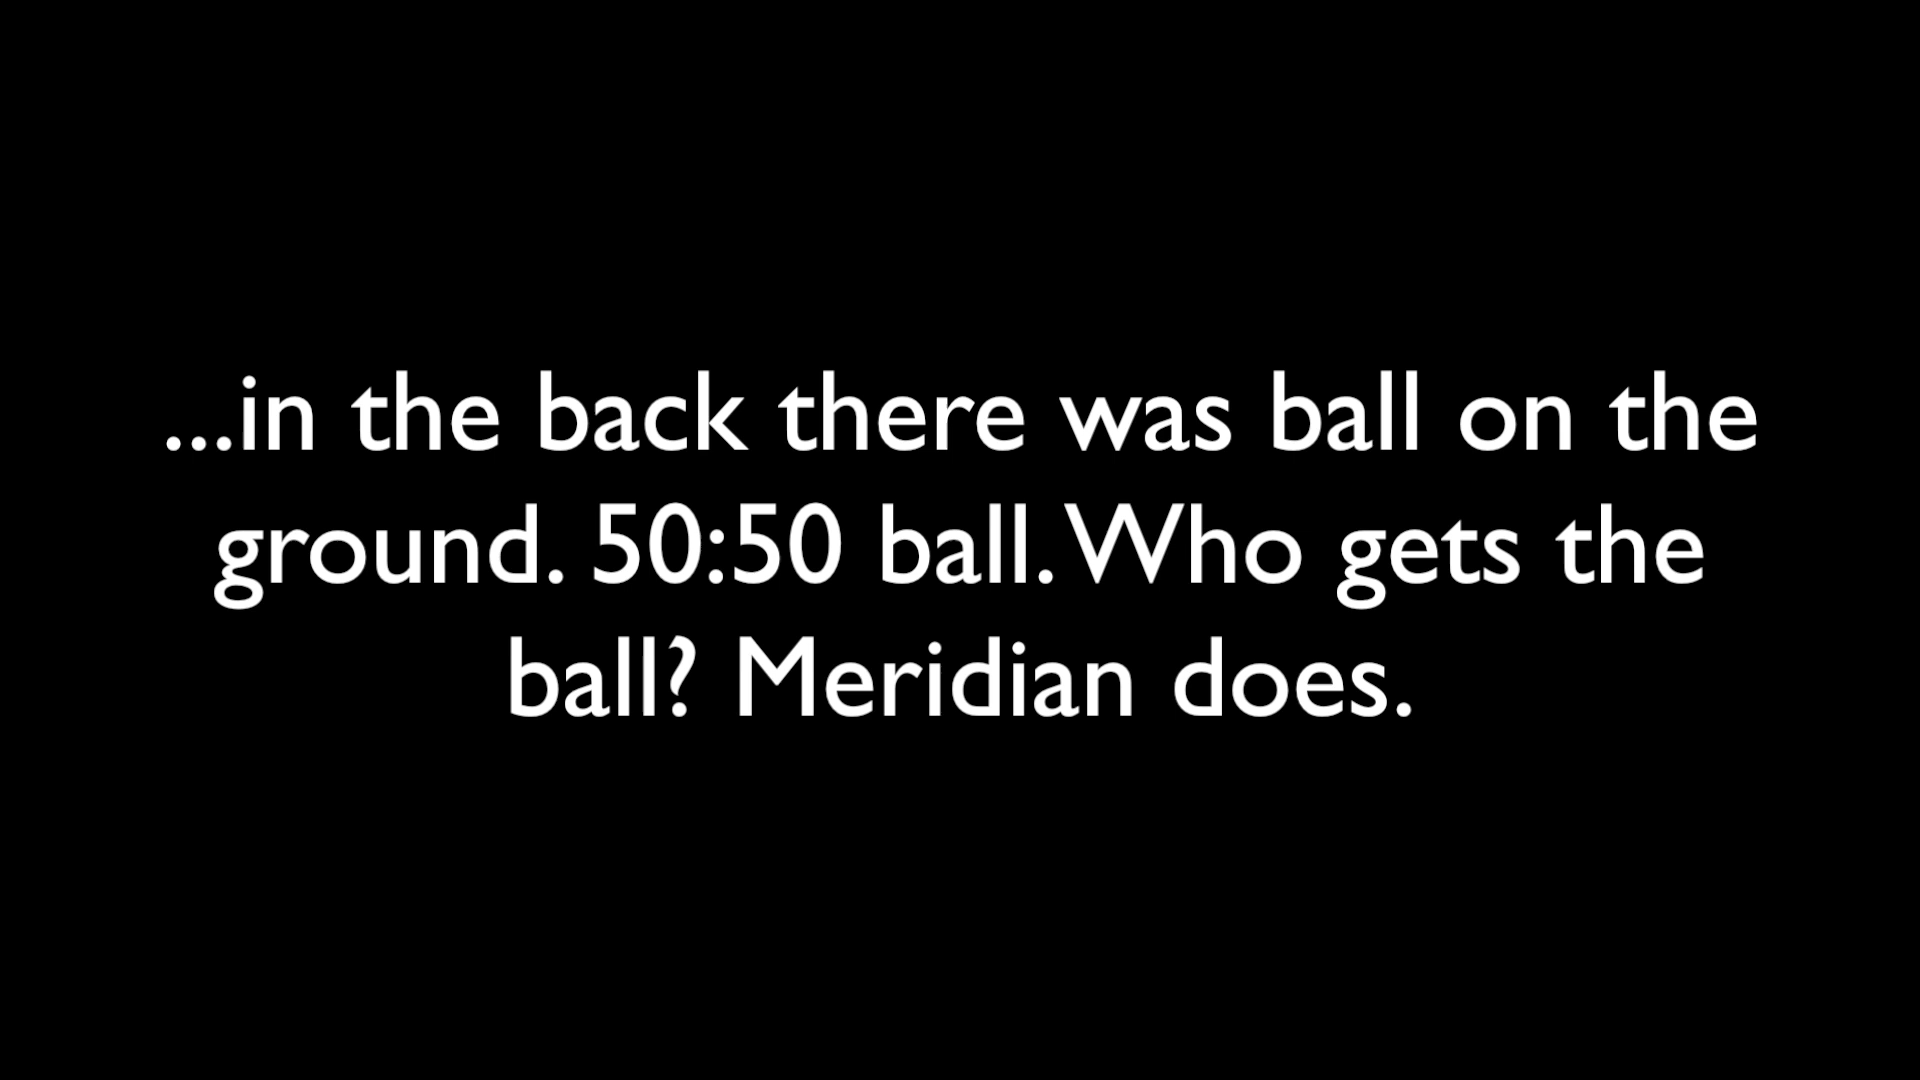 ...in the back there was ball on the
ground. 50:50 ball. Who gets the
ball? Meridian does.